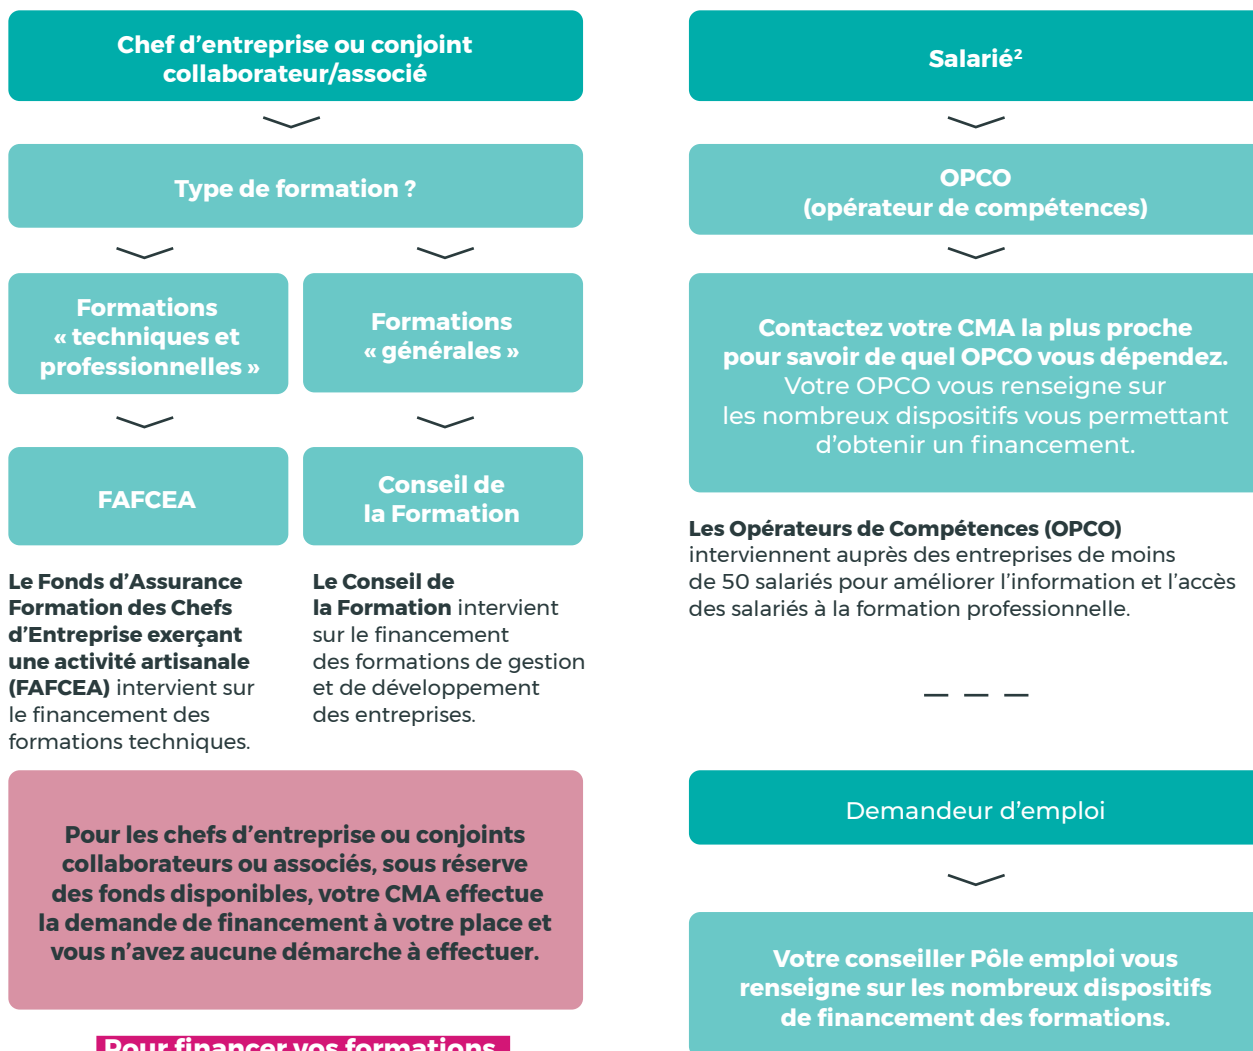 Chef d’entreprise ou conjoint
collaborateur/associé
Type de formation ?
Formations
« techniques et
professionnelles »
Formations
« générales »
FAFCEA
Conseil de
la Formation
Le Fonds d’Assurance
Formation des Chefs
d’Entreprise exerçant
une activité artisanale
(FAFCEA) intervient sur
le financement des
formations techniques.
Le Conseil de
la Formation intervient
sur le financement
des formations de gestion
et de développement
des entreprises.
Pour les chefs d’entreprise ou conjoints
collaborateurs ou associés, sous réserve
des fonds disponibles, votre CMA effectue
la demande de financement à votre place et
vous n’avez aucune démarche à effectuer.
Pour financer vos formations
Salarié²
OPCO
(opérateur de compétences)
Contactez votre CMA la plus proche
pour savoir de quel OPCO vous dépendez.
Votre OPCO vous renseigne sur
les nombreux dispositifs vous permettant
d’obtenir un financement.
Les Opérateurs de Compétences (OPCO)
interviennent auprès des entreprises de moins
de 50 salariés pour améliorer l’information et l’accès
des salariés à la formation professionnelle.
Demandeur d’emploi
Votre conseiller Pôle emploi vous
renseigne sur les nombreux dispositifs
de financement des formations.